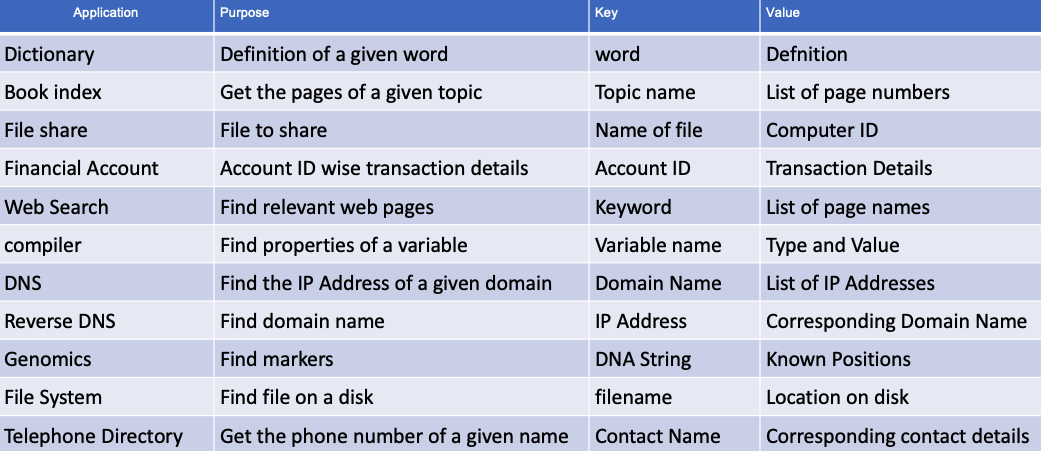 Application Purpose Key Value
Dictionary Definition of a given word word Defnition
Book index Get the pages of a given topic Topic name List of page numbers
File share File to share Name of file Computer ID
Financial Account Account ID wise transaction details Account ID Transaction Details
Web Search Find relevant web pages Keyword List of page names
compiler Find properties of a variable Variable name Type and Value
DNS Find the IP Address of a given domain Domain Name List of IP Addresses
Reverse DNS Find domain name IP Address Corresponding Domain Name
Genomics Find markers DNA String Known Positions
File System Find file on a disk filename Location on disk
Telephone Directory Get the phone number of a given name Contact Name Corresponding contact details